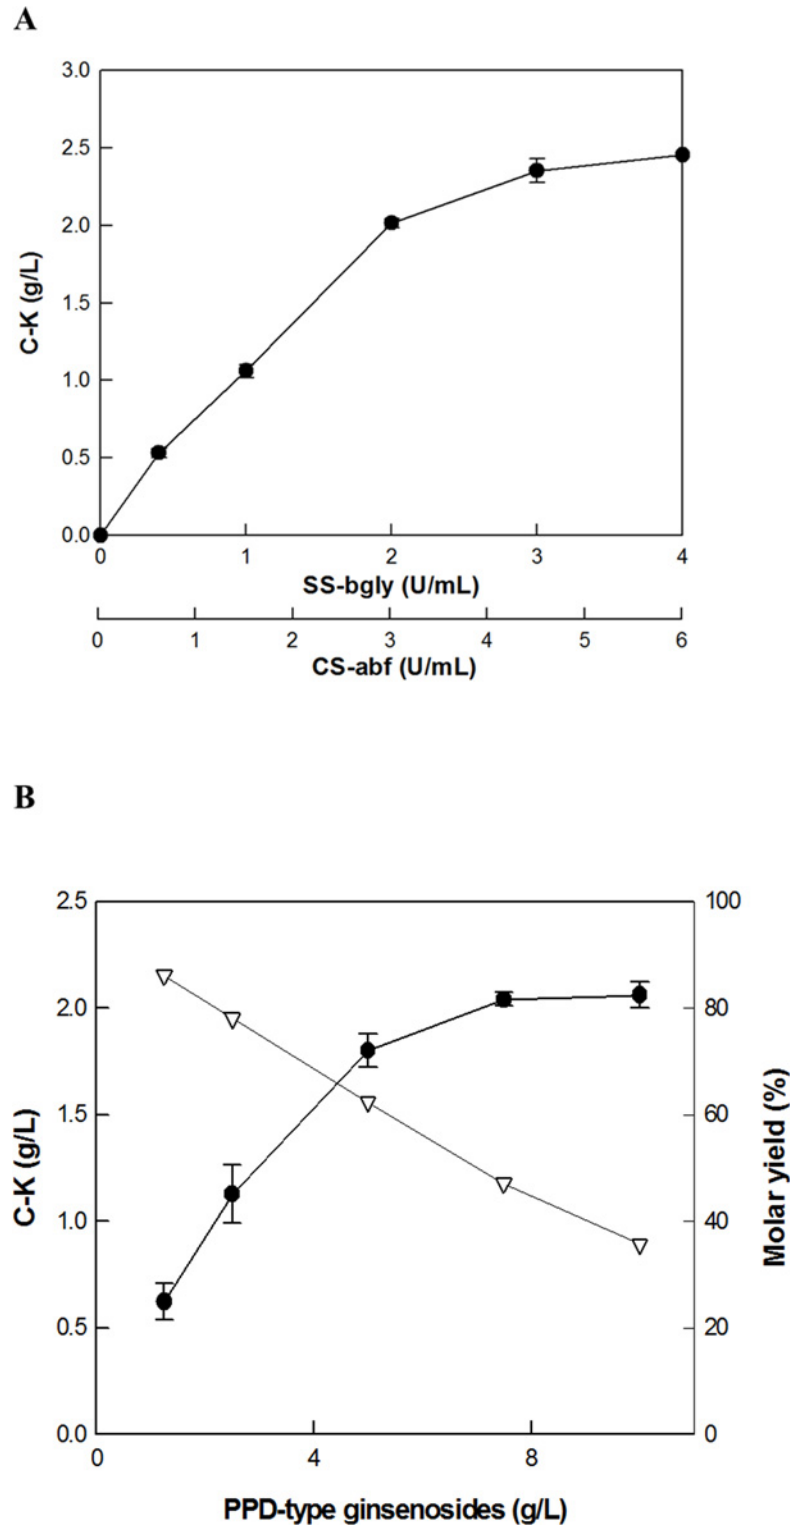 A
3.0
2.5
2.0
1.5
1.0
0.5
0.0
C-K (g/L)
0 1 2 3 4
SS-bgly (U/mL)
0 1 2 3 4 5 6
CS-abf (U/mL)
B
2.5 100
2.0 80
1.5 60
1.0 40
0.5 20
0.0 0
C-K (g/L)
Molar yield (%)
0 4 8
PPD-type ginsenosides (g/L)